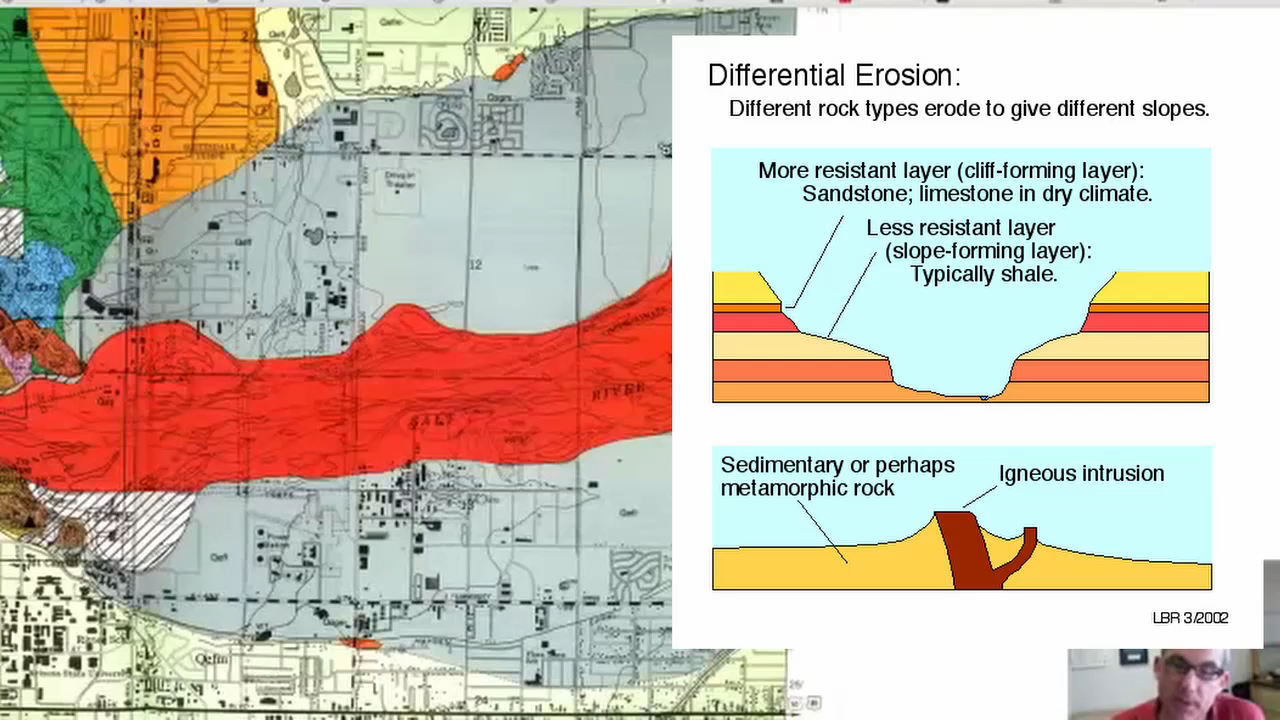 Differential Erosion:
Different rock types erode to give different slopes.
More resistant layer (cliff-forming layer):
Sandstone; limestone in dry climate.
Less resistant layer
(slope-forming layer):
Typically shale.
Sedimentary or perhaps
metamorphic rock
Igneous intrusion
LBR 3/2002
11
12
SALT
RIVER
14